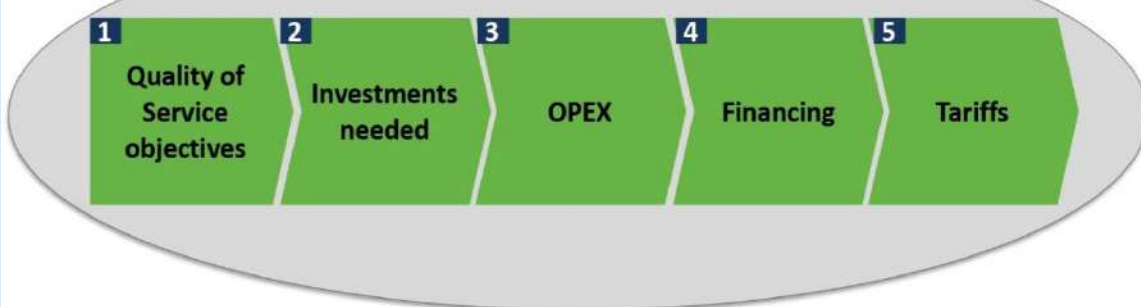 1
Quality of
Service
objectives
2
Investments
needed
3
OPEX
4
Financing
5
Tariffs